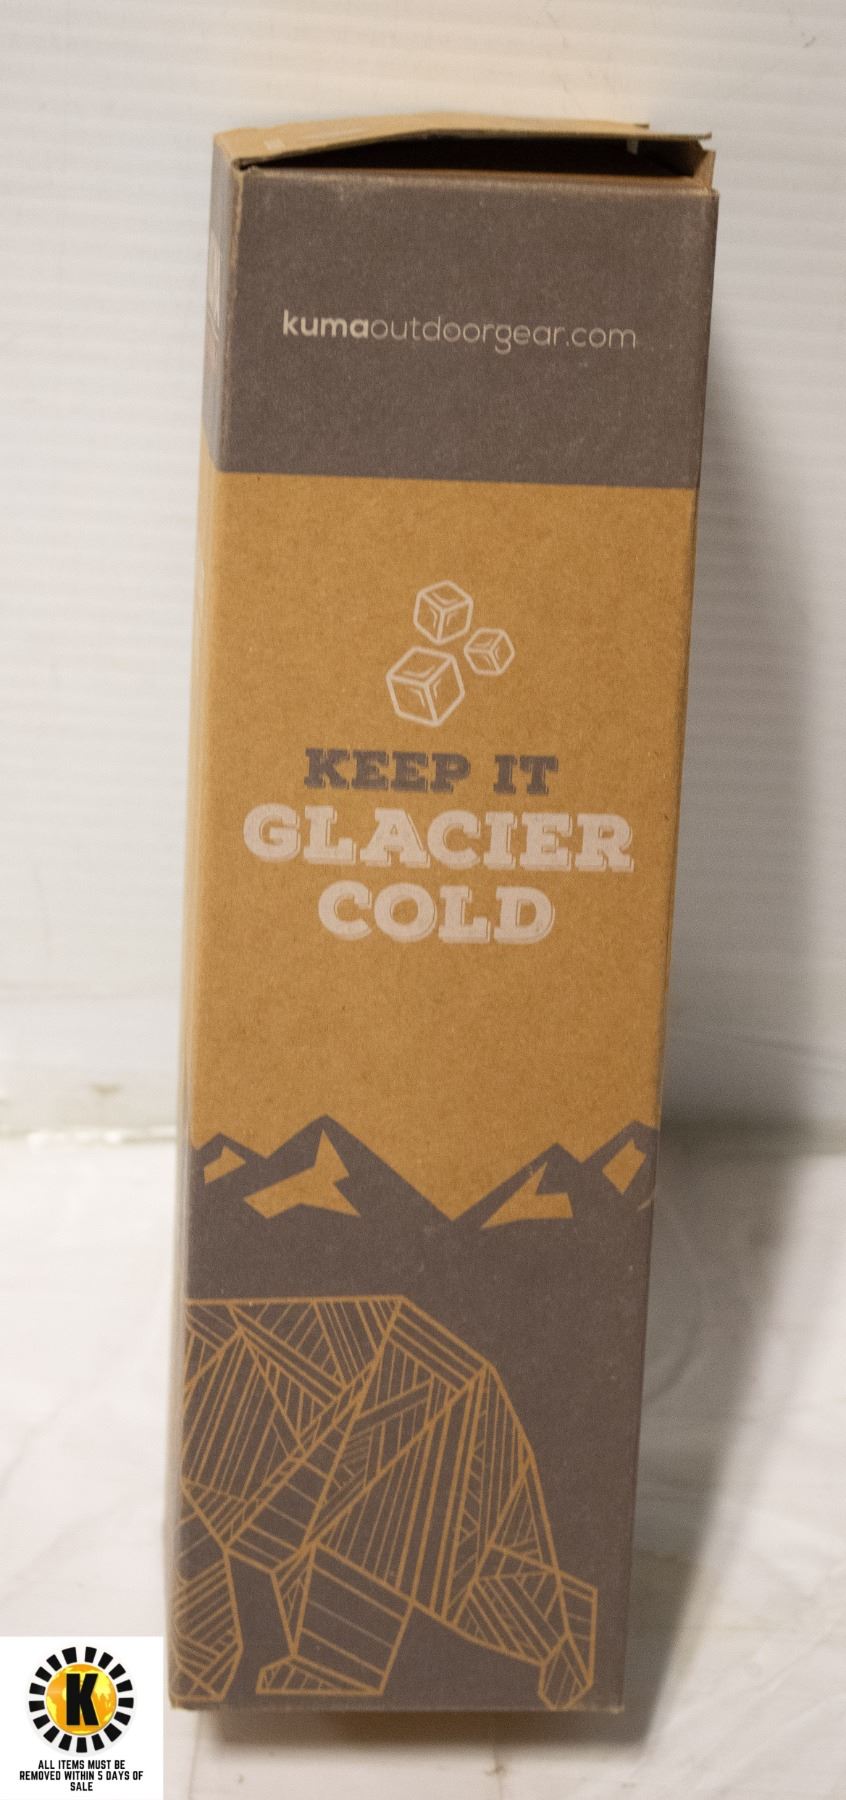 kumaoutdoorgear.com
KEEP IT
GLACIER
COLD
K
ALL ITEMS MUST BE
REMOVED WITHIN 5 DAYS OF
SALE